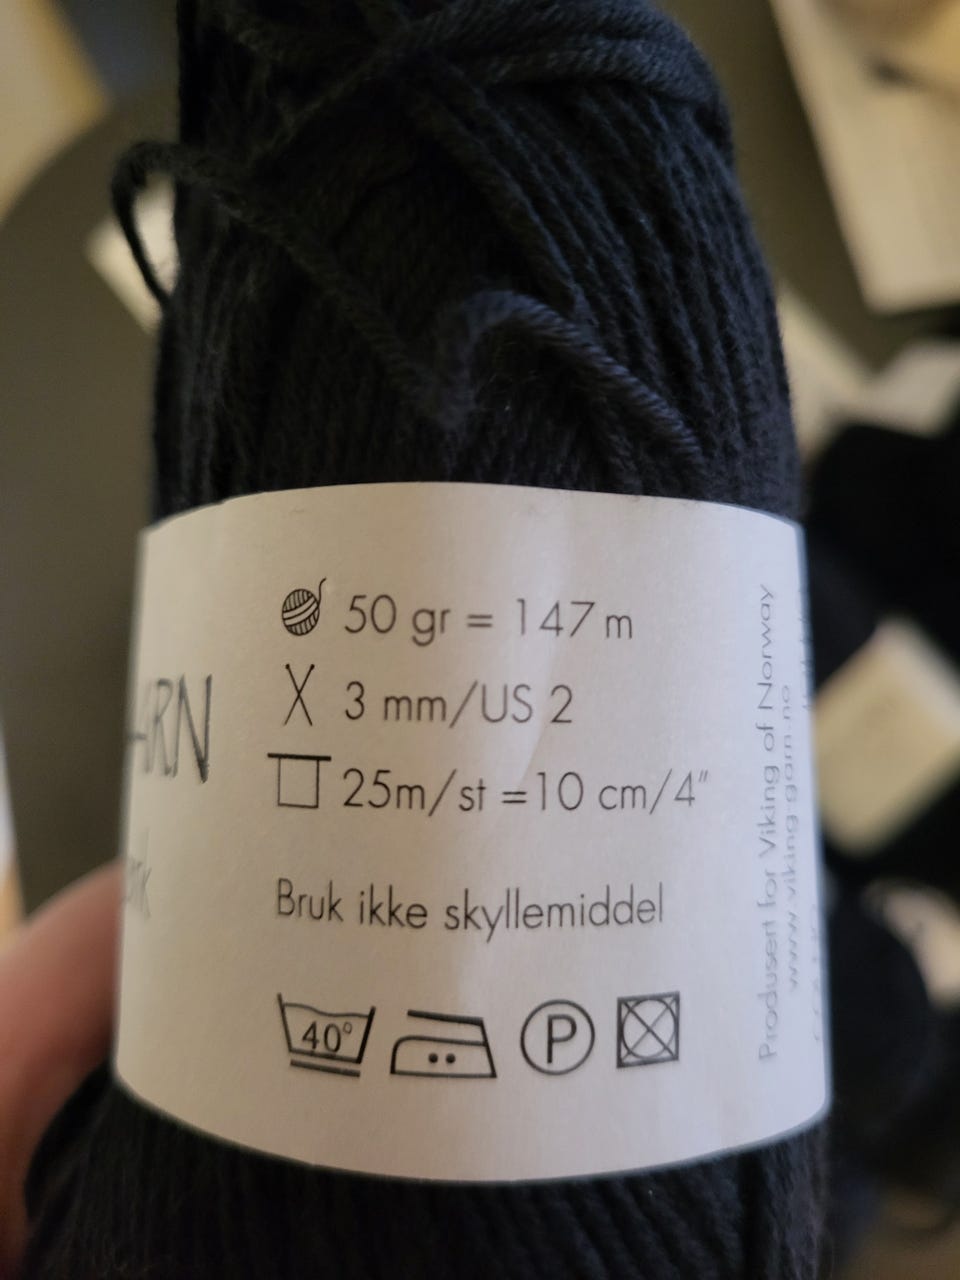 50 gr = 147 m
3 mm/US 2
25m/st =10 cm/4"
Bruk ikke skyllemiddel
40°
P
Produsert for Viking of Norway
www.viking-garn.no